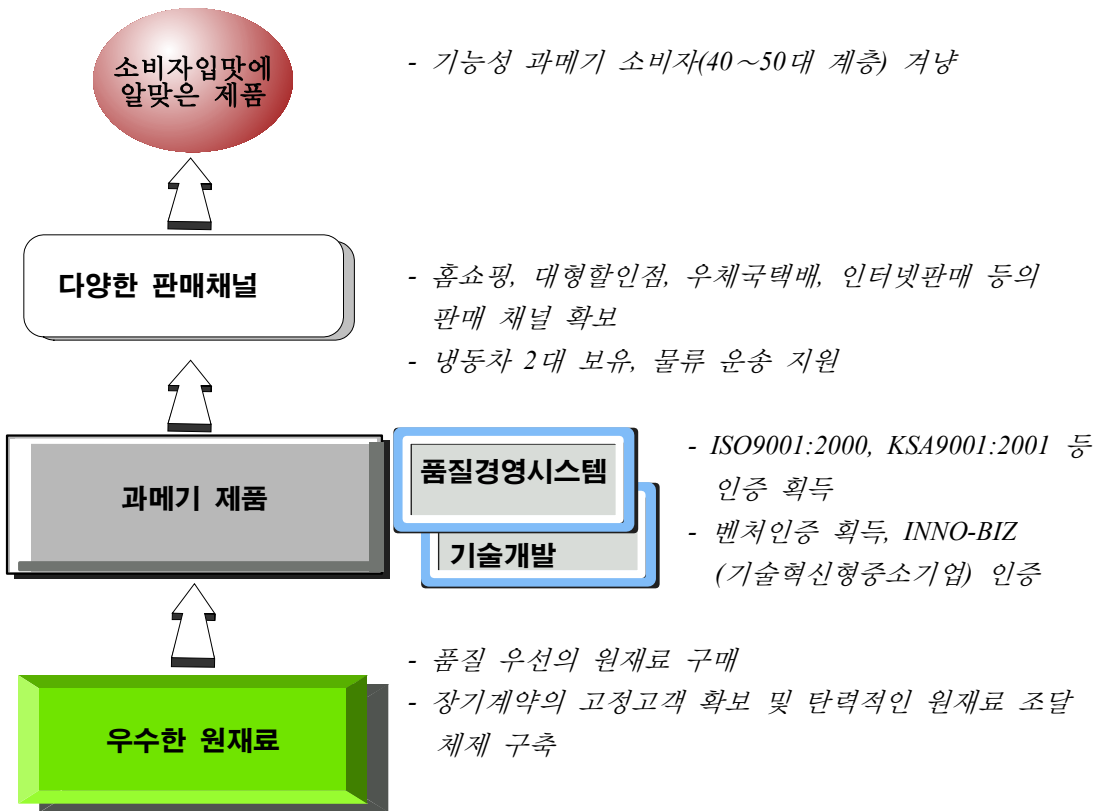 소비자입맛에
알맞은 제품
- 기능성 과메기 소비자(40～50대 계층) 겨냥
다양한 판매채널
- 홈쇼핑, 대형할인점, 우체국택배, 인터넷판매 등의
판매 채널 확보
- 냉동차 2대 보유, 물류 운송 지원
과메기 제품
품질경영시스템
기술개발
- ISO9001:2000, KSA9001:2001 등
인증 획득
- 벤처인증 획득, INNO-BIZ
(기술혁신형중소기업) 인증
우수한 원재료
- 품질 우선의 원재료 구매
- 장기계약의 고정고객 확보 및 탄력적인 원재료 조달
체제 구축